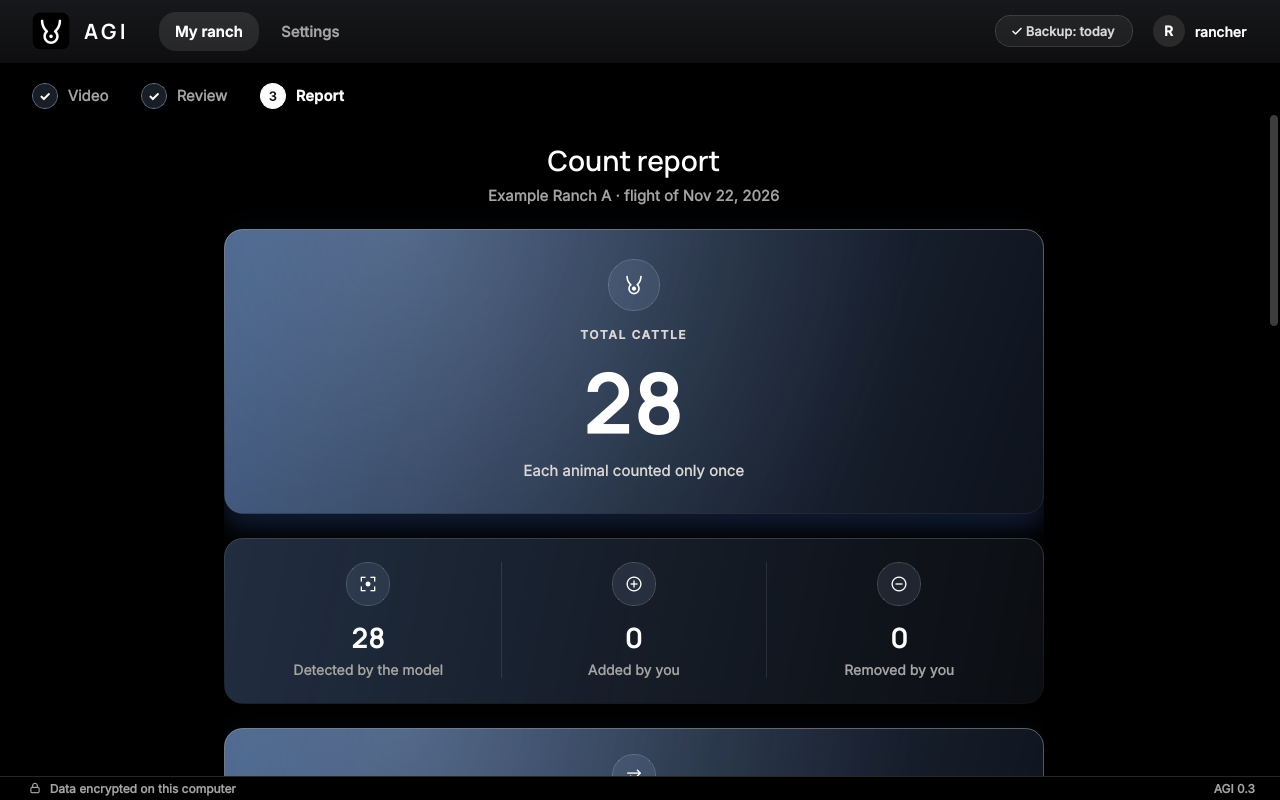 AGI
My ranch
Settings
Backup: today
R
rancher
Video
Review
3
Report
Count report
Example Ranch A · flight of Nov 22, 2026
TOTAL CATTLE
28
Each animal counted only once
28
0
0
Detected by the model
Added by you
Removed by you
Data encrypted on this computer
AGI 0.3